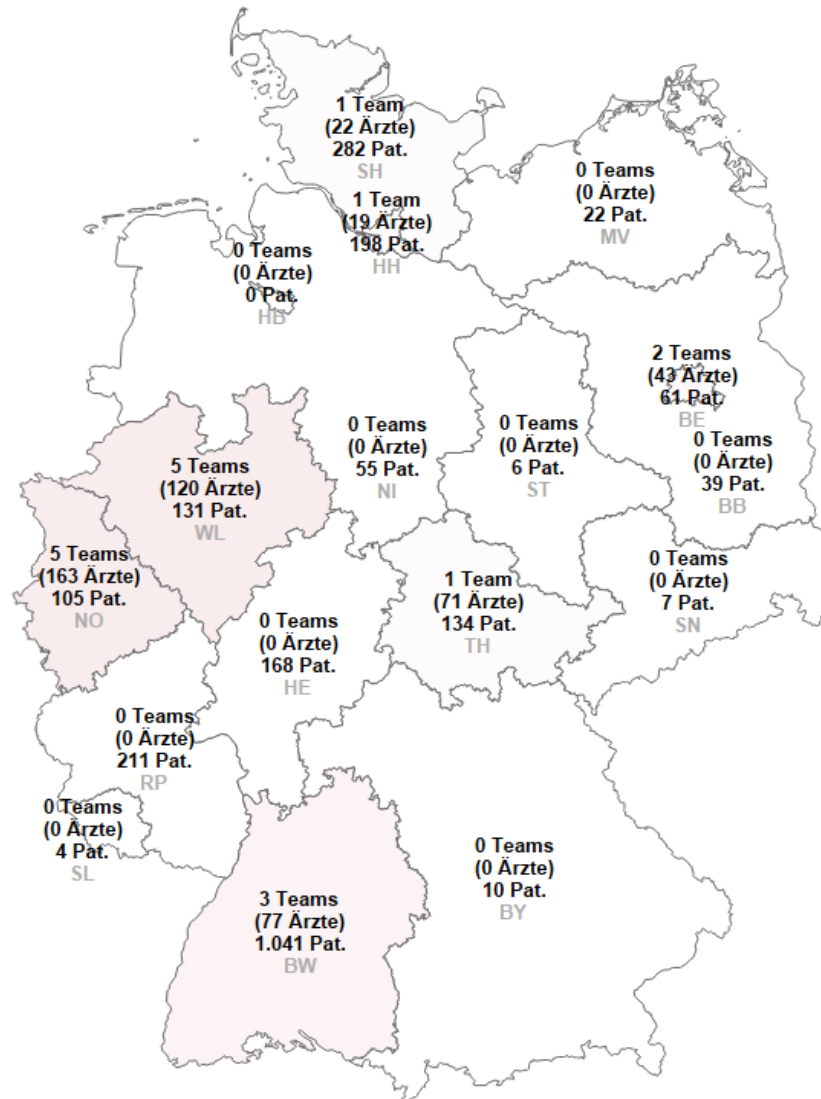 1 Team
(22 Ärzte)
282 Pat.
SH
0 Teams
(0 Ärzte)
22 Pat.
MV
1 Team
(19 Ärzte)
198 Pat.
HH
0 Teams
(0 Ärzte)
0 Pat.
HB
2 Teams
(43 Ärzte)
61 Pat.
BE
0 Teams
(0 Ärzte)
55 Pat.
NI
0 Teams
(0 Ärzte)
6 Pat.
ST
0 Teams
(0 Ärzte)
39 Pat.
BB
5 Teams
(120 Ärzte)
131 Pat.
WL
5 Teams
(163 Ärzte)
105 Pat.
NO
1 Team
(71 Ärzte)
134 Pat.
TH
0 Teams
(0 Ärzte)
7 Pat.
SN
0 Teams
(0 Ärzte)
168 Pat.
HE
0 Teams
(0 Ärzte)
211 Pat.
RP
0 Teams
(0 Ärzte)
4 Pat.
SL
0 Teams
(0 Ärzte)
10 Pat.
BY
3 Teams
(77 Ärzte)
1.041 Pat.
BW